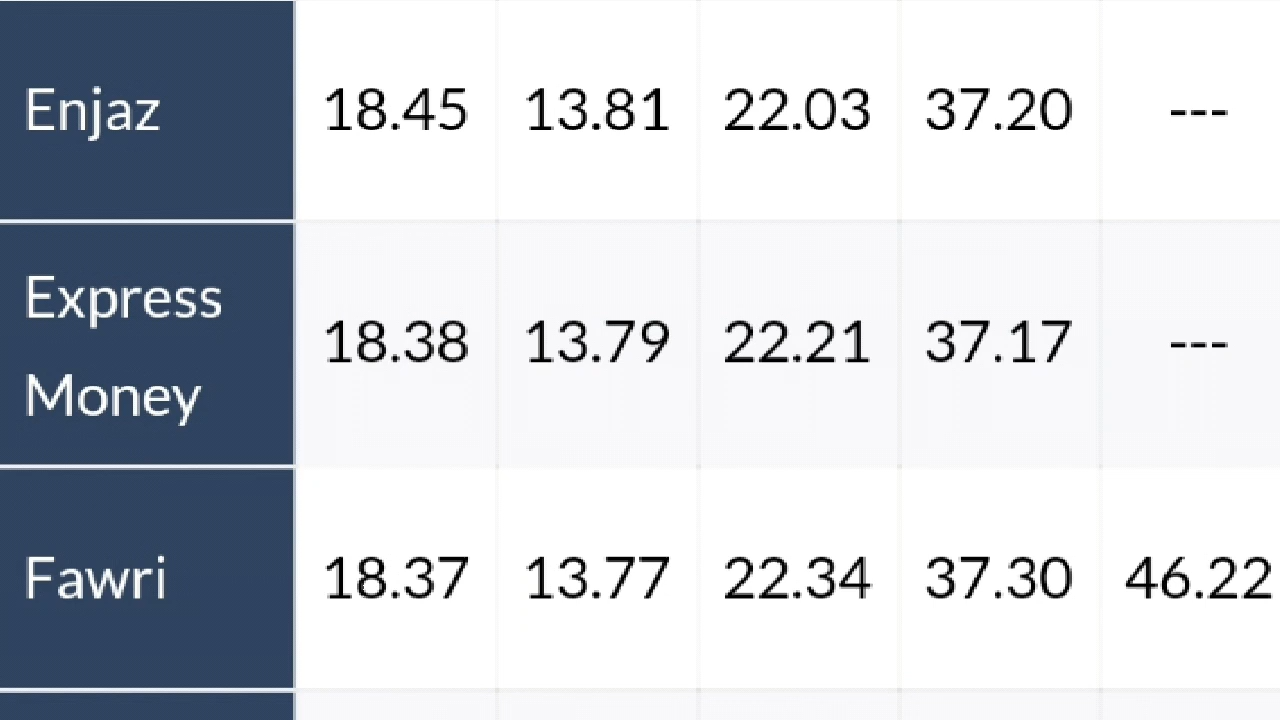 Enjaz 18.45 13.81 22.03 37.20 ---
Express
Money 18.38 13.79 22.21 37.17 ---
Fawri 18.37 13.77 22.34 37.30 46.22